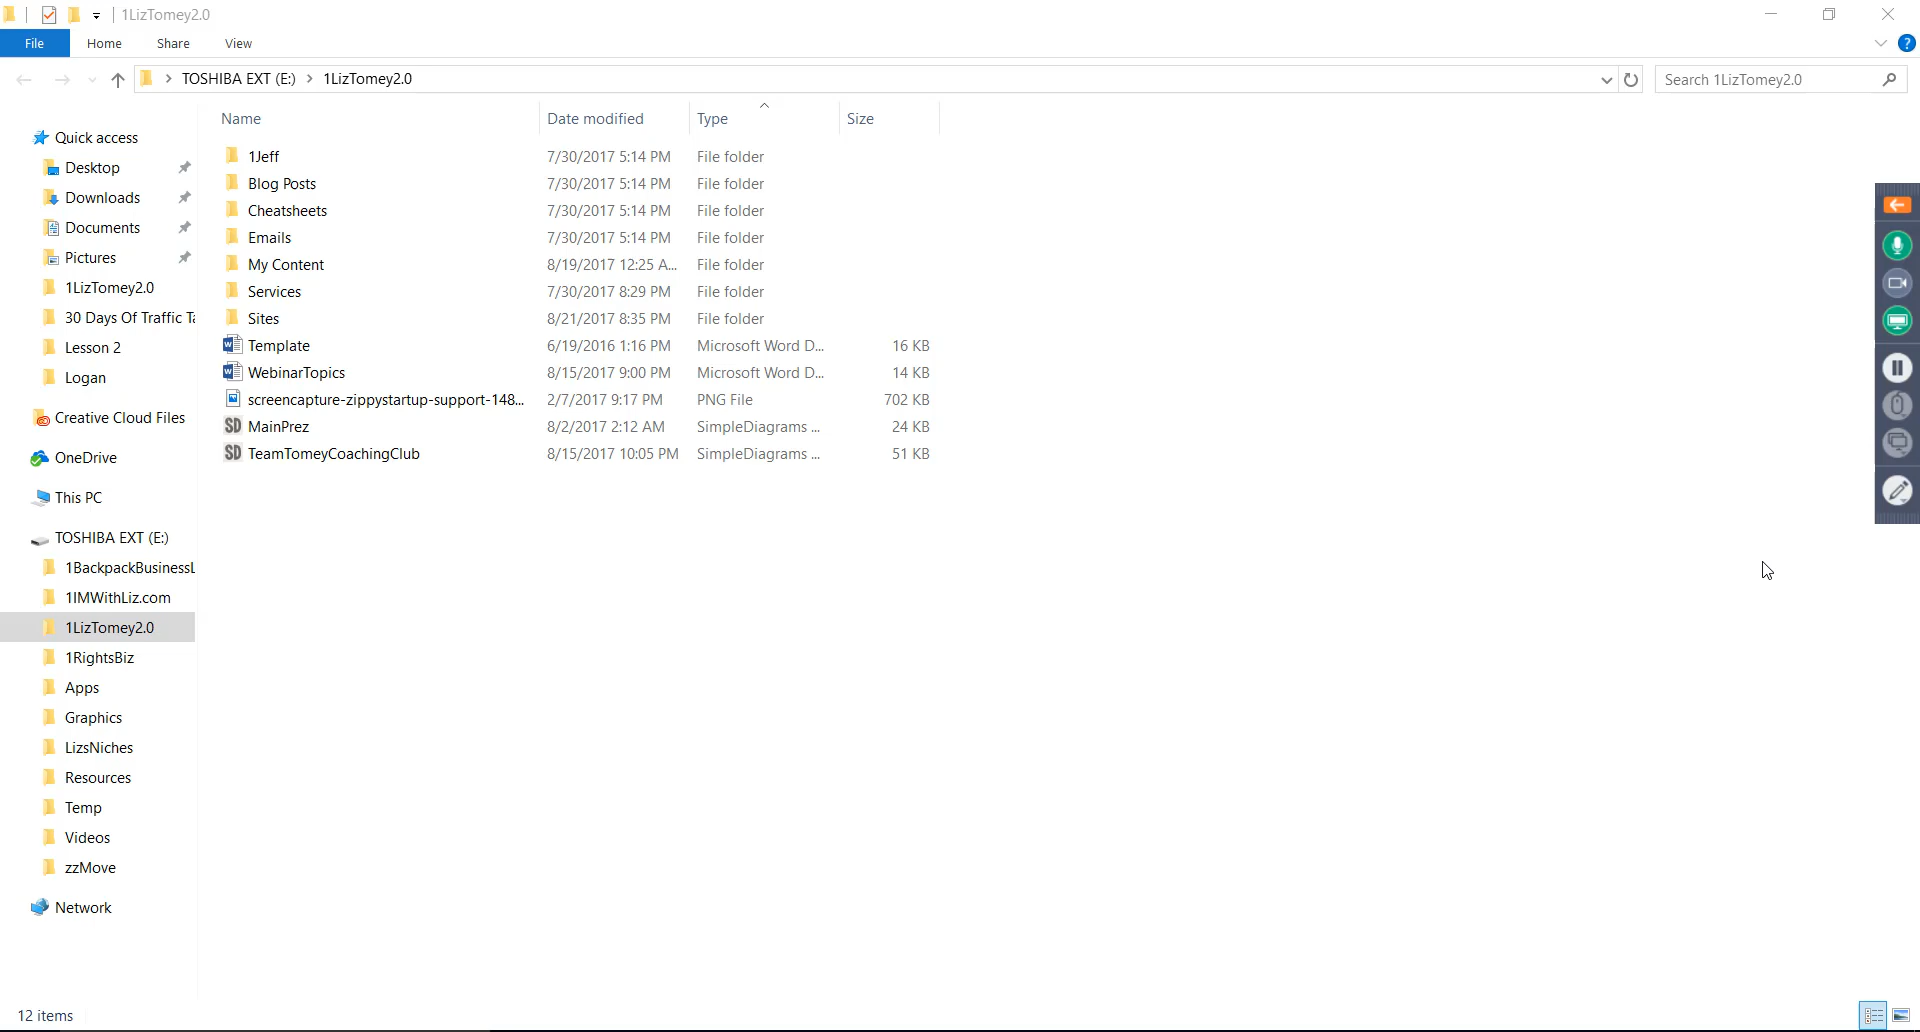 1LizTomey2.0
File Home Share View
TOSHIBA EXT (E:) 1LizTomey2.0 Search 1LizTomey2.0
Name Date modified Type Size
Quick access
Desktop
Downloads
Documents
Pictures
1LizTomey2.0
30 Days Of Traffic Ta
Lesson 2
Logan
Creative Cloud Files
OneDrive
This PC
TOSHIBA EXT (E:)
1BackpackBusinessL
1IMWithLiz.com
1LizTomey2.0
1RightsBiz
Apps
Graphics
LizsNiches
Resources
Temp
Videos
zzMove
Network
1Jeff 7/30/2017 5:14 PM File folder
Blog Posts 7/30/2017 5:14 PM File folder
Cheatsheets 7/30/2017 5:14 PM File folder
Emails 7/30/2017 5:14 PM File folder
My Content 8/19/2017 12:25 A... File folder
Services 7/30/2017 8:29 PM File folder
Sites 8/21/2017 8:35 PM File folder
Template 6/19/2016 1:16 PM Microsoft Word D... 16 KB
WebinarTopics 8/15/2017 9:00 PM Microsoft Word D... 14 KB
screencapture-zippystartup-support-148... 2/7/2017 9:17 PM PNG File 702 KB
SD MainPrez 8/2/2017 2:12 AM SimpleDiagrams ... 24 KB
SD TeamTomeyCoachingClub 8/15/2017 10:05 PM SimpleDiagrams ... 51 KB
12 items